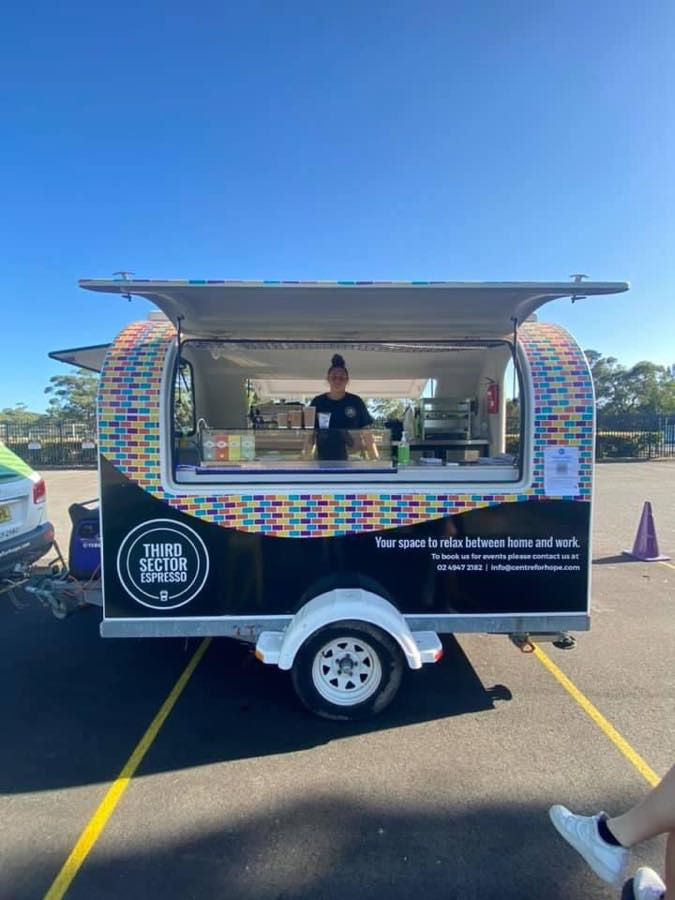 THIRD
SECTOR
ESPRESSO
Your space to relax between home and work.
To book us for events please contact us at
02 4947 2182 | info@centreforhope.com